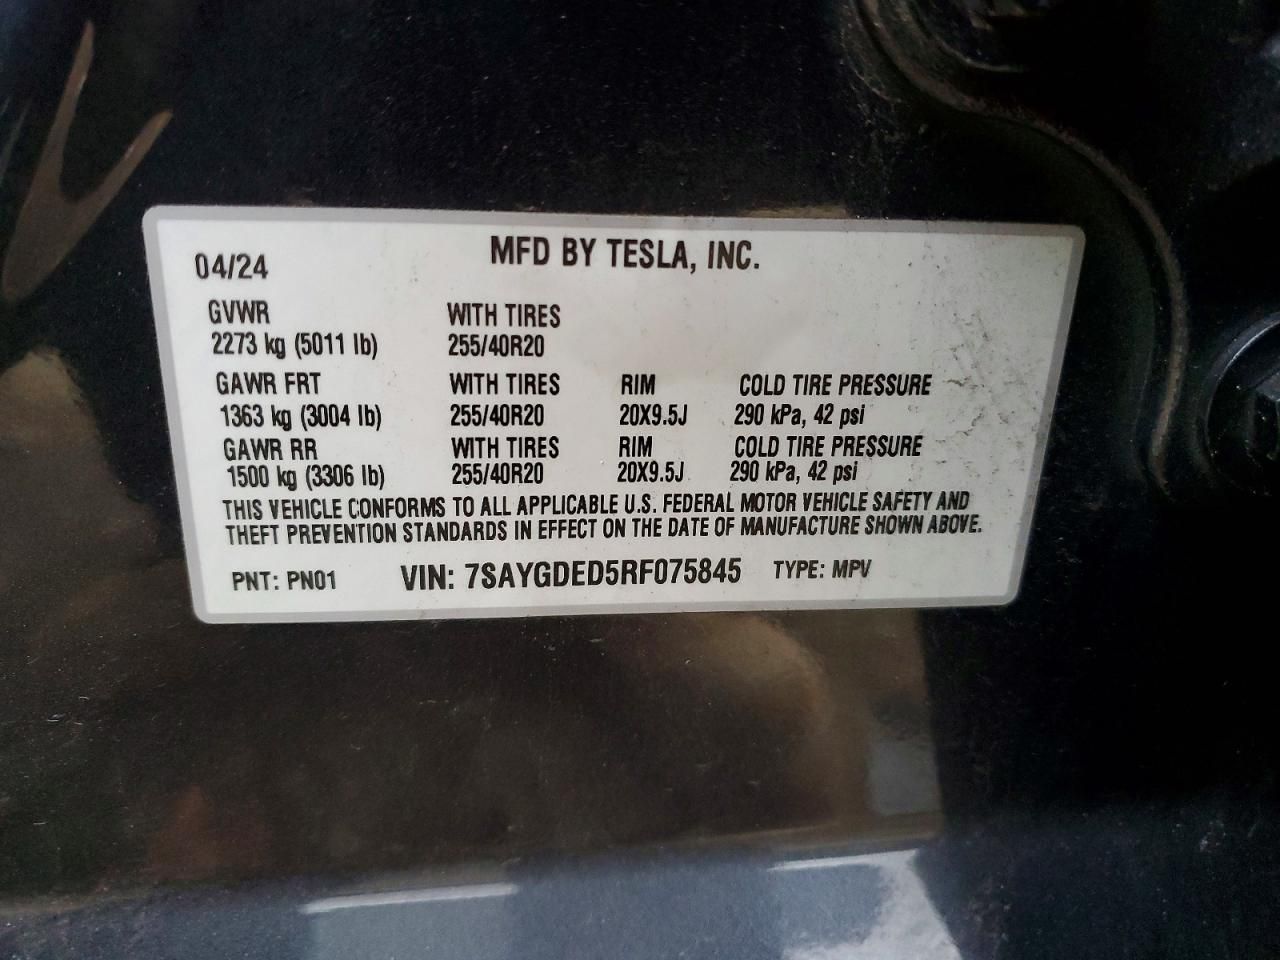 04/24 MFD BY TESLA, INC.
GVWR WITH TIRES
2273 kg (5011 lb) 255/40R20
GAWR FRT WITH TIRES RIM COLD TIRE PRESSURE
1363 kg (3004 lb) 255/40R20 20X9.5J 290 kPa, 42 psi
GAWR RR WITH TIRES RIM COLD TIRE PRESSURE
1500 kg (3306 lb) 255/40R20 20X9.5J 290 kPa, 42 psi
THIS VEHICLE CONFORMS TO ALL APPLICABLE U.S. FEDERAL MOTOR VEHICLE SAFETY AND
THEFT PREVENTION STANDARDS IN EFFECT ON THE DATE OF MANUFACTURE SHOWN ABOVE.
PNT: PN01 VIN: 7SAYGDED5RF075845 TYPE: MPV